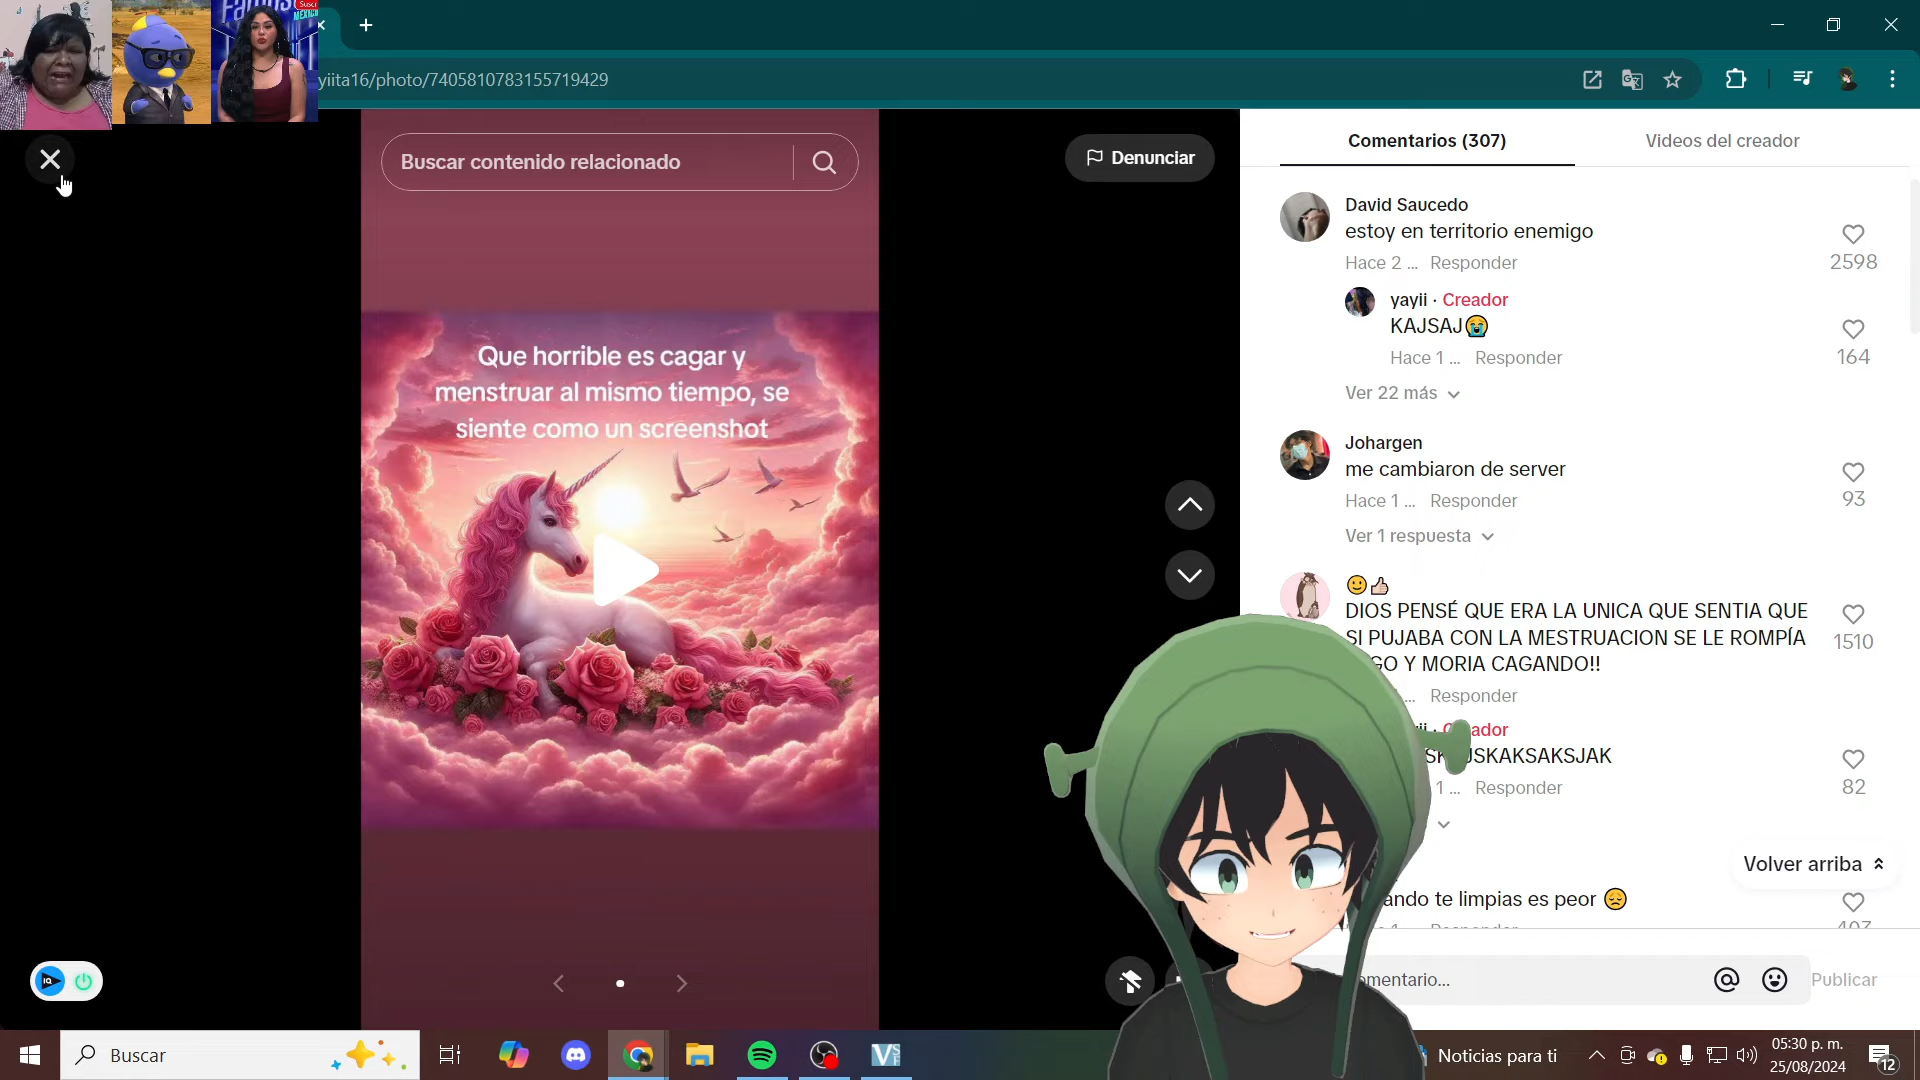 yiita16/photo/7405810783155719429
Buscar contenido relacionado
Denunciar
Que horrible es cagar y
menstruar al mismo tiempo, se
siente como un screenshot
Comentarios (307)
Videos del creador
David Saucedo
estoy en territorio enemigo
Hace 2 ... Responder
2598
yayii · Creador
KAJSAJ😭
Hace 1 ... Responder
164
Ver 22 más
Johargen
me cambiaron de server
Hace 1 ... Responder
93
Ver 1 respuesta
🙂👍🏻
DIOS PENSÉ QUE ERA LA UNICA QUE SENTIA QUE
SI PUJABA CON LA MESTRUACION SE LE ROMPÍA
Y MORIA CAGANDO!!
1510
... Responder
JSKAKSAKSJAK
1 ... Responder
82
Volver arriba
te limpias es peor 😔
Publicar
Buscar
Noticias para ti
05:30 p. m.
25/08/2024
12